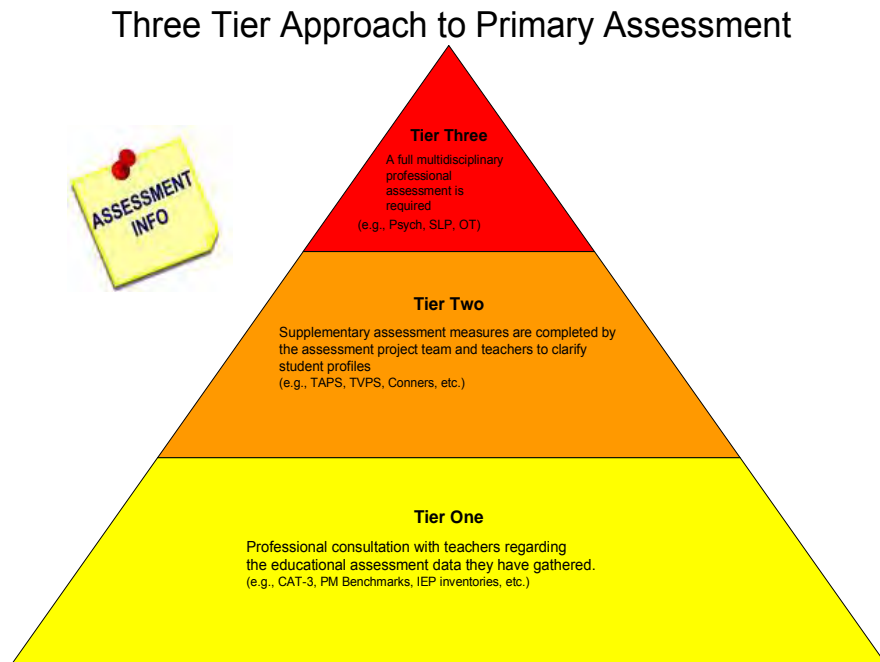 Three Tier Approach to Primary Assessment
ASSESSMENT
INFO
Tier Three
A full multidisciplinary
professional
assessment is
required
(e.g., Psych, SLP, OT)
Tier Two
Supplementary assessment measures are completed by
the assessment project team and teachers to clarify
student profiles
(e.g., TAPS, TVPS, Conners, etc.)
Tier One
Professional consultation with teachers regarding
the educational assessment data they have gathered.
(e.g., CAT-3, PM Benchmarks, IEP inventories, etc.)